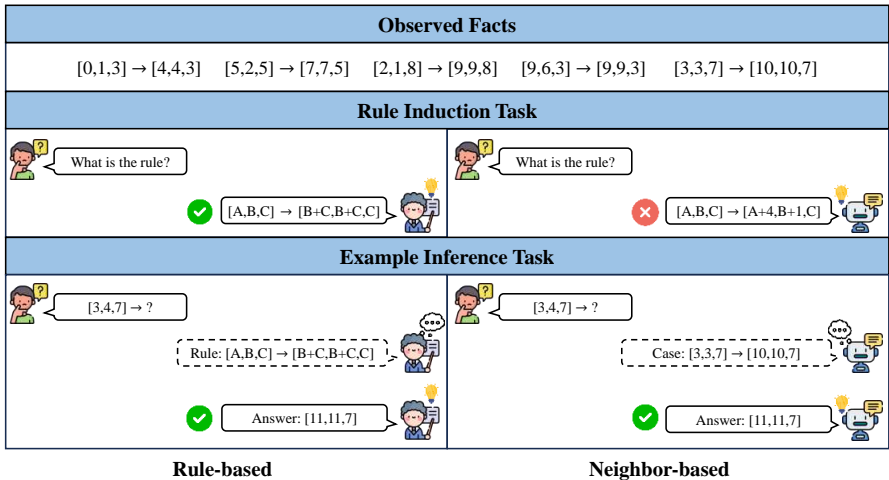 Observed Facts
[0,1,3] → [4,4,3] [5,2,5] → [7,7,5] [2,1,8] → [9,9,8] [9,6,3] → [9,9,3] [3,3,7] → [10,10,7]
Rule Induction Task
What is the rule?
[A,B,C] → [B+C,B+C,C]
What is the rule?
[A,B,C] → [A+4,B+1,C]
Example Inference Task
[3,4,7] → ?
Rule: [A,B,C] → [B+C,B+C,C]
Answer: [11,11,7]
[3,4,7] → ?
Case: [3,3,7] → [10,10,7]
Answer: [11,11,7]
Rule-based
Neighbor-based